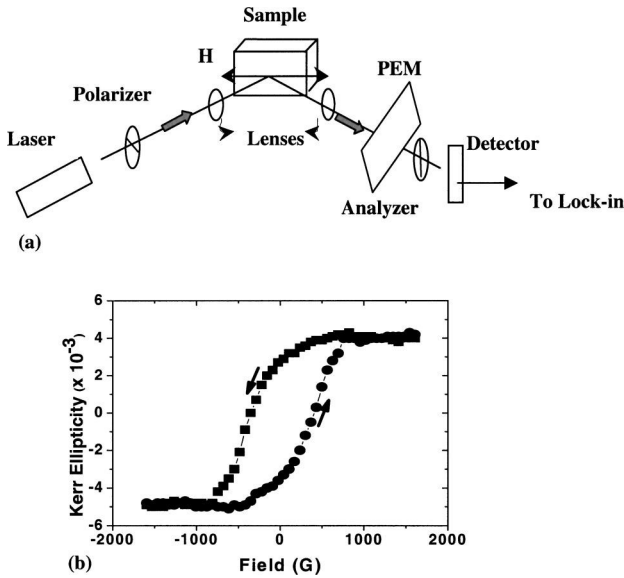 Sample
H
PEM
Polarizer
Laser
Lenses
Detector
Analyzer
To Lock-in
(a)
6
4
2
0
-2
-4
-6
Kerr Ellipticity (x 10⁻³)
-2000 -1000 0 1000 2000
Field (G)
(b)